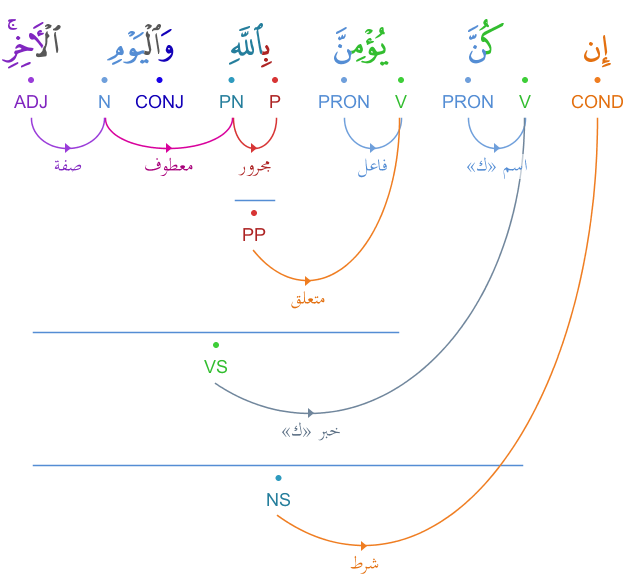 إِن كُنَّ يُؤْمِنَّ بِٱللَّهِ وَٱلْيَوْمِ ٱلْـَٔاخِرِ ۚ
COND V PRON V PRON P PN CONJ N ADJ
اسم «ك» فاعل مجرور معطوف صفة
PP
متعلق
VS
خبر «ك»
NS
شرط